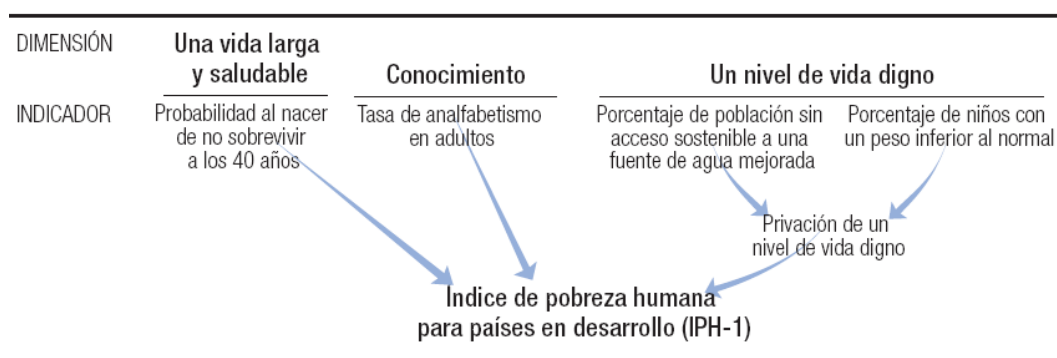 DIMENSIÓN
Una vida larga
y saludable
Conocimiento
Un nivel de vida digno
INDICADOR
Probabilidad al nacer
de no sobrevivir
a los 40 años
Tasa de analfabetismo
en adultos
Porcentaje de población sin
acceso sostenible a una
fuente de agua mejorada
Porcentaje de niños con
un peso inferior al normal
Privación de un
nivel de vida digno
Índice de pobreza humana
para países en desarrollo (IPH-1)